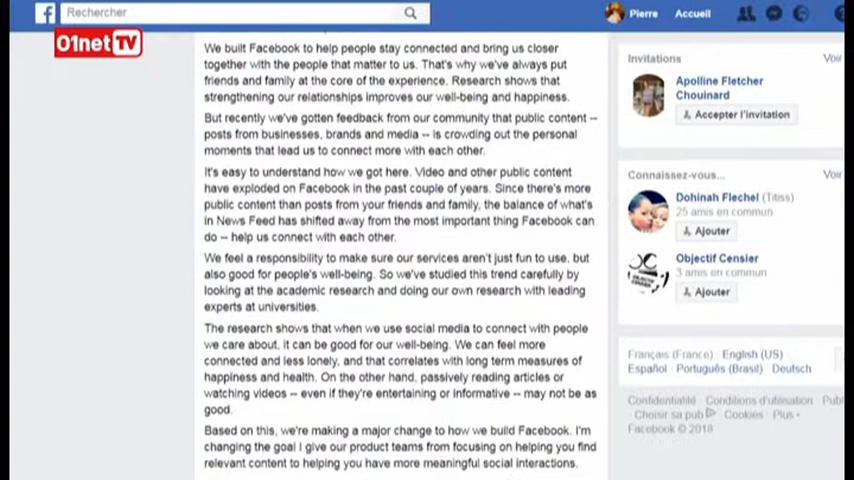 Rechercher
Pierre
Accueil
01net TV
We built Facebook to help people stay connected and bring us closer
together with the people that matter to us. That's why we've always put
friends and family at the core of the experience. Research shows that
strengthening our relationships improves our well-being and happiness.
But recently we've gotten feedback from our community that public content --
posts from businesses, brands and media -- is crowding out the personal
moments that lead us to connect more with each other.
It's easy to understand how we got here. Video and other public content
have exploded on Facebook in the past couple of years. Since there's more
public content than posts from your friends and family, the balance of what's
in News Feed has shifted away from the most important thing Facebook can
do -- help us connect with each other.
We feel a responsibility to make sure our services aren't just fun to use, but
also good for people's well-being. So we've studied this trend carefully by
looking at the academic research and doing our own research with leading
experts at universities.
The research shows that when we use social media to connect with people
we care about, it can be good for our well-being. We can feel more
connected and less lonely, and that correlates with long term measures of
happiness and health. On the other hand, passively reading articles or
watching videos -- even if they're entertaining or informative -- may not be as
good.
Based on this, we're making a major change to how we build Facebook. I'm
changing the goal I give our product teams from focusing on helping you find
relevant content to helping you have more meaningful social interactions.
Invitations
Voir
Apolline Fletcher
Chouinard
Accepter l'invitation
Connaissez-vous...
Voir
Dohinah Flechel (Titiss)
25 amis en commun
Ajouter
Objectif Censier
3 amis en commun
Ajouter
Français (France) · English (US)
Español · Português (Brasil) · Deutsch
Confidentialité · Conditions d'utilisation · Publ
Choisir sa pub · Cookies · Plus
Facebook © 2018